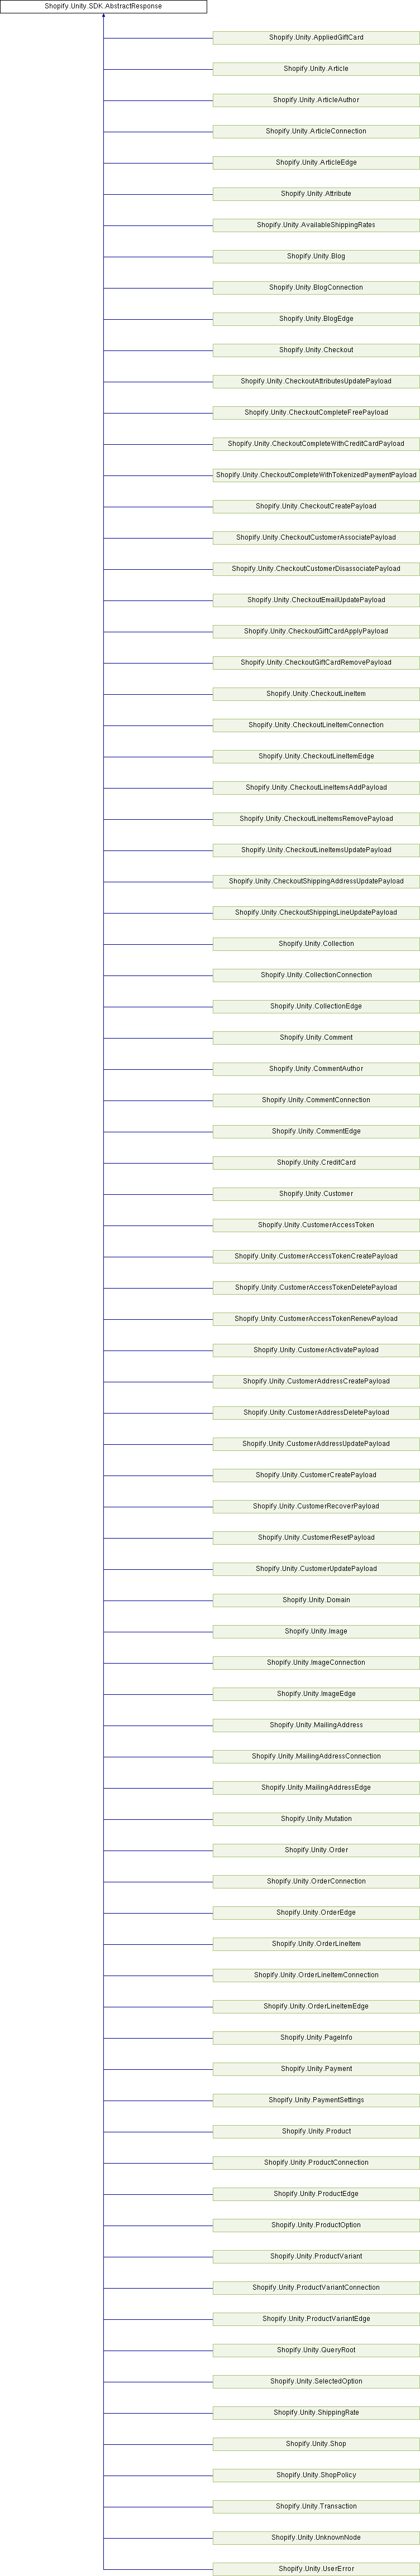 Shopify.Unity.SDK.AbstractResponse
Shopify.Unity.AppliedGiftCard
Shopify.Unity.Article
Shopify.Unity.ArticleAuthor
Shopify.Unity.ArticleConnection
Shopify.Unity.ArticleEdge
Shopify.Unity.Attribute
Shopify.Unity.AvailableShippingRates
Shopify.Unity.Blog
Shopify.Unity.BlogConnection
Shopify.Unity.BlogEdge
Shopify.Unity.Checkout
Shopify.Unity.CheckoutAttributesUpdatePayload
Shopify.Unity.CheckoutCompleteFreePayload
Shopify.Unity.CheckoutCompleteWithCreditCardPayload
Shopify.Unity.CheckoutCompleteWithTokenizedPaymentPayload
Shopify.Unity.CheckoutCreatePayload
Shopify.Unity.CheckoutCustomerAssociatePayload
Shopify.Unity.CheckoutCustomerDisassociatePayload
Shopify.Unity.CheckoutEmailUpdatePayload
Shopify.Unity.CheckoutGiftCardApplyPayload
Shopify.Unity.CheckoutGiftCardRemovePayload
Shopify.Unity.CheckoutLineItem
Shopify.Unity.CheckoutLineItemConnection
Shopify.Unity.CheckoutLineItemEdge
Shopify.Unity.CheckoutLineItemsAddPayload
Shopify.Unity.CheckoutLineItemsRemovePayload
Shopify.Unity.CheckoutLineItemsUpdatePayload
Shopify.Unity.CheckoutShippingAddressUpdatePayload
Shopify.Unity.CheckoutShippingLineUpdatePayload
Shopify.Unity.Collection
Shopify.Unity.CollectionConnection
Shopify.Unity.CollectionEdge
Shopify.Unity.Comment
Shopify.Unity.CommentAuthor
Shopify.Unity.CommentConnection
Shopify.Unity.CommentEdge
Shopify.Unity.CreditCard
Shopify.Unity.Customer
Shopify.Unity.CustomerAccessToken
Shopify.Unity.CustomerAccessTokenCreatePayload
Shopify.Unity.CustomerAccessTokenDeletePayload
Shopify.Unity.CustomerAccessTokenRenewPayload
Shopify.Unity.CustomerActivatePayload
Shopify.Unity.CustomerAddressCreatePayload
Shopify.Unity.CustomerAddressDeletePayload
Shopify.Unity.CustomerAddressUpdatePayload
Shopify.Unity.CustomerCreatePayload
Shopify.Unity.CustomerRecoverPayload
Shopify.Unity.CustomerResetPayload
Shopify.Unity.CustomerUpdatePayload
Shopify.Unity.Domain
Shopify.Unity.Image
Shopify.Unity.ImageConnection
Shopify.Unity.ImageEdge
Shopify.Unity.MailingAddress
Shopify.Unity.MailingAddressConnection
Shopify.Unity.MailingAddressEdge
Shopify.Unity.Mutation
Shopify.Unity.Order
Shopify.Unity.OrderConnection
Shopify.Unity.OrderEdge
Shopify.Unity.OrderLineItem
Shopify.Unity.OrderLineItemConnection
Shopify.Unity.OrderLineItemEdge
Shopify.Unity.PageInfo
Shopify.Unity.Payment
Shopify.Unity.PaymentSettings
Shopify.Unity.Product
Shopify.Unity.ProductConnection
Shopify.Unity.ProductEdge
Shopify.Unity.ProductOption
Shopify.Unity.ProductVariant
Shopify.Unity.ProductVariantConnection
Shopify.Unity.ProductVariantEdge
Shopify.Unity.QueryRoot
Shopify.Unity.SelectedOption
Shopify.Unity.ShippingRate
Shopify.Unity.Shop
Shopify.Unity.ShopPolicy
Shopify.Unity.Transaction
Shopify.Unity.UnknownNode
Shopify.Unity.UserError